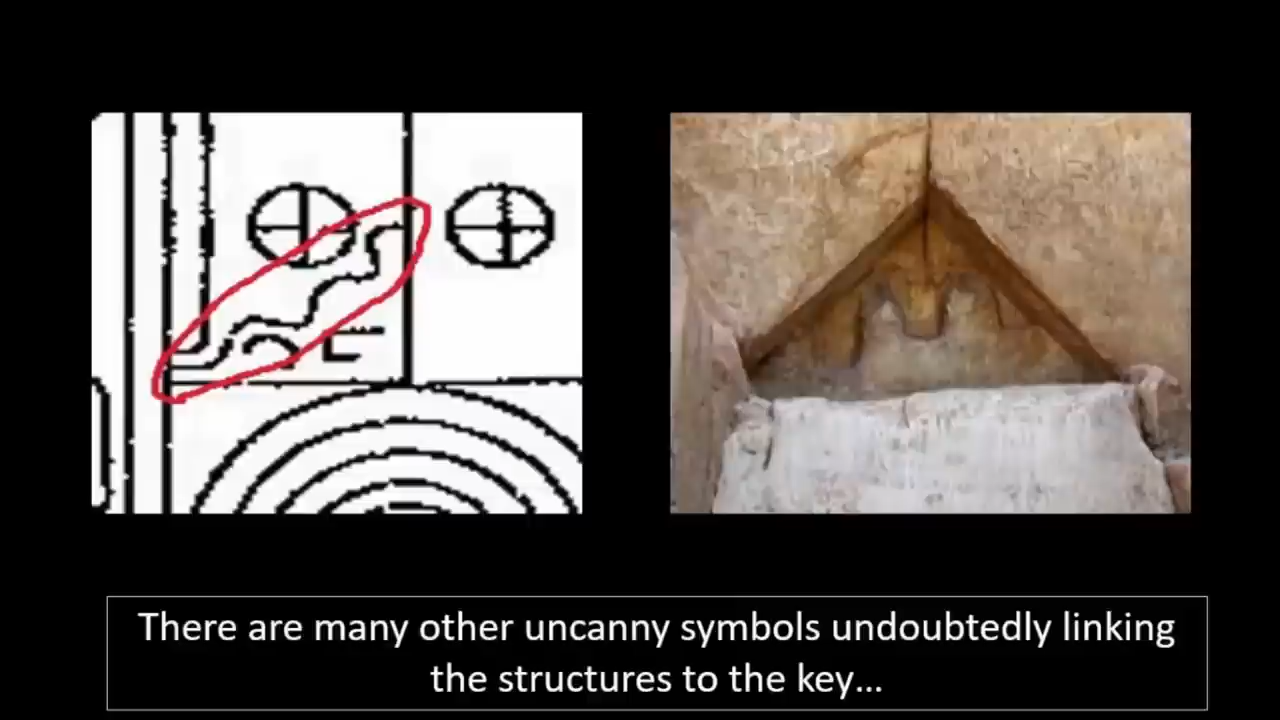 There are many other uncanny symbols undoubtedly linking
the structures to the key...